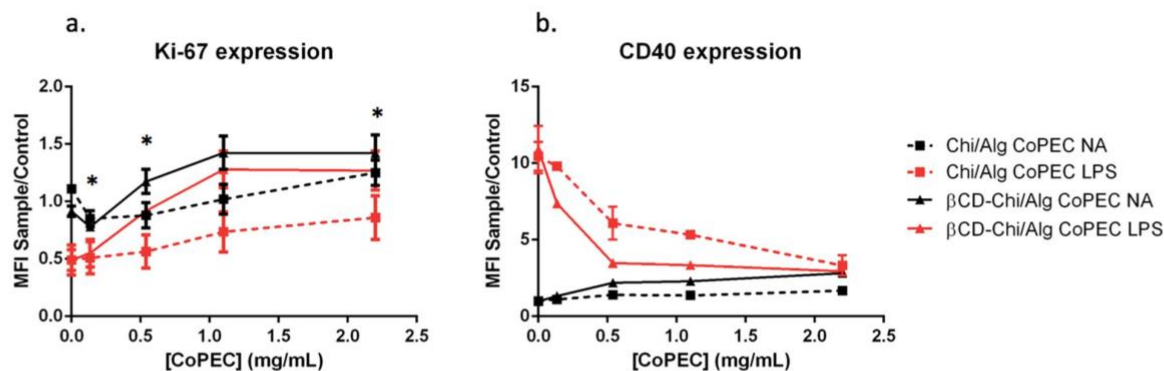 a.
Ki-67 expression
MFI Sample/Control
2.0
1.5
1.0
0.5
0.0
*
*
*
0.0 0.5 1.0 1.5 2.0 2.5
[CoPEC] (mg/mL)
b.
CD40 expression
MFI Sample/Control
15
10
5
0
0.0 0.5 1.0 1.5 2.0 2.5
[CoPEC] (mg/mL)
Chi/Alg CoPEC NA
Chi/Alg CoPEC LPS
βCD-Chi/Alg CoPEC NA
βCD-Chi/Alg CoPEC LPS